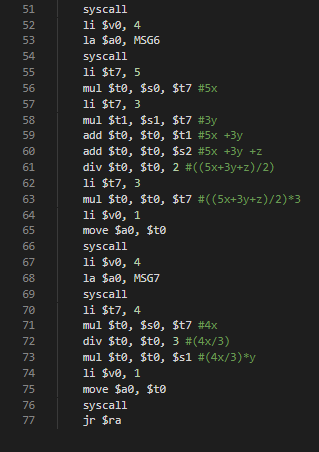 51 syscall
52 li $v0, 4
53 la $a0, MSG6
54 syscall
55 li $t7, 5
56 mul $t0, $s0, $t7 #5x
57 li $t7, 3
58 mul $t1, $s1, $t7 #3y
59 add $t0, $t0, $t1 #5x +3y
60 add $t0, $t0, $s2 #5x +3y +z
61 div $t0, $t0, 2 #((5x+3y+z)/2)
62 li $t7, 3
63 mul $t0, $t0, $t7 #((5x+3y+z)/2)*3
64 li $v0, 1
65 move $a0, $t0
66 syscall
67 li $v0, 4
68 la $a0, MSG7
69 syscall
70 li $t7, 4
71 mul $t0, $s0, $t7 #4x
72 div $t0, $t0, 3 #(4x/3)
73 mul $t0, $t0, $s1 #(4x/3)*y
74 li $v0, 1
75 move $a0, $t0
76 syscall
77 jr $ra